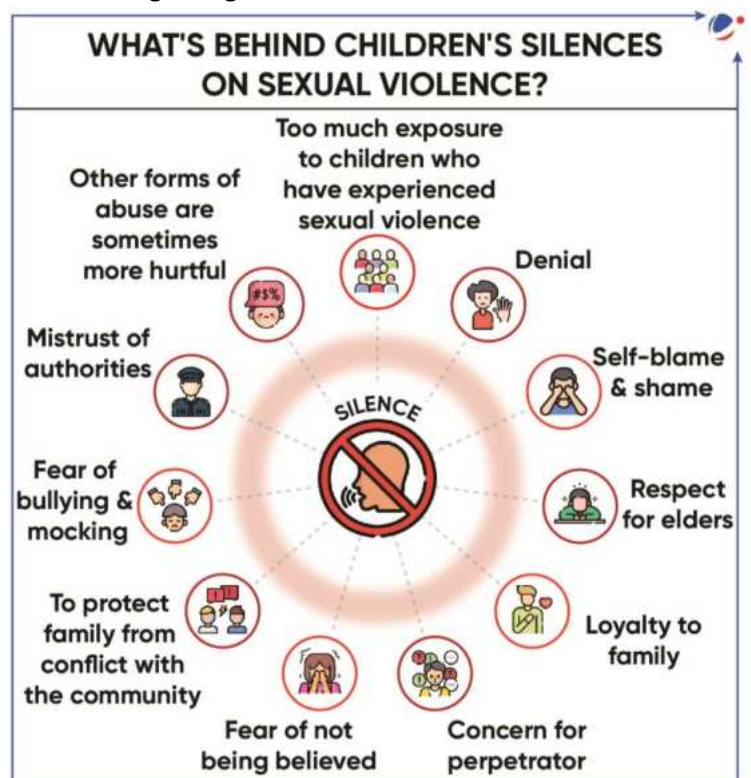 WHAT'S BEHIND CHILDREN'S SILENCES
ON SEXUAL VIOLENCE?
Too much exposure
to children who
have experienced
sexual violence
Denial
Self-blame
& shame
Respect
for elders
Loyalty to
family
Concern for
perpetrator
Fear of not
being believed
To protect
family from
conflict with
the community
Fear of
bullying &
mocking
Mistrust of
authorities
Other forms of
abuse are
sometimes
more hurtful
#$%
SILENCE